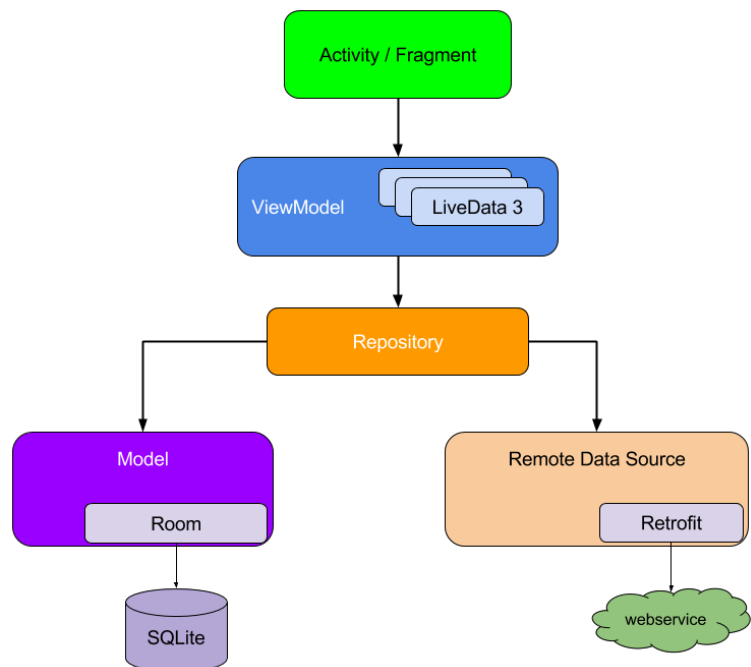 Activity / Fragment
ViewModel
LiveData 3
Repository
Model
Remote Data Source
Room
Retrofit
SQLite
webservice